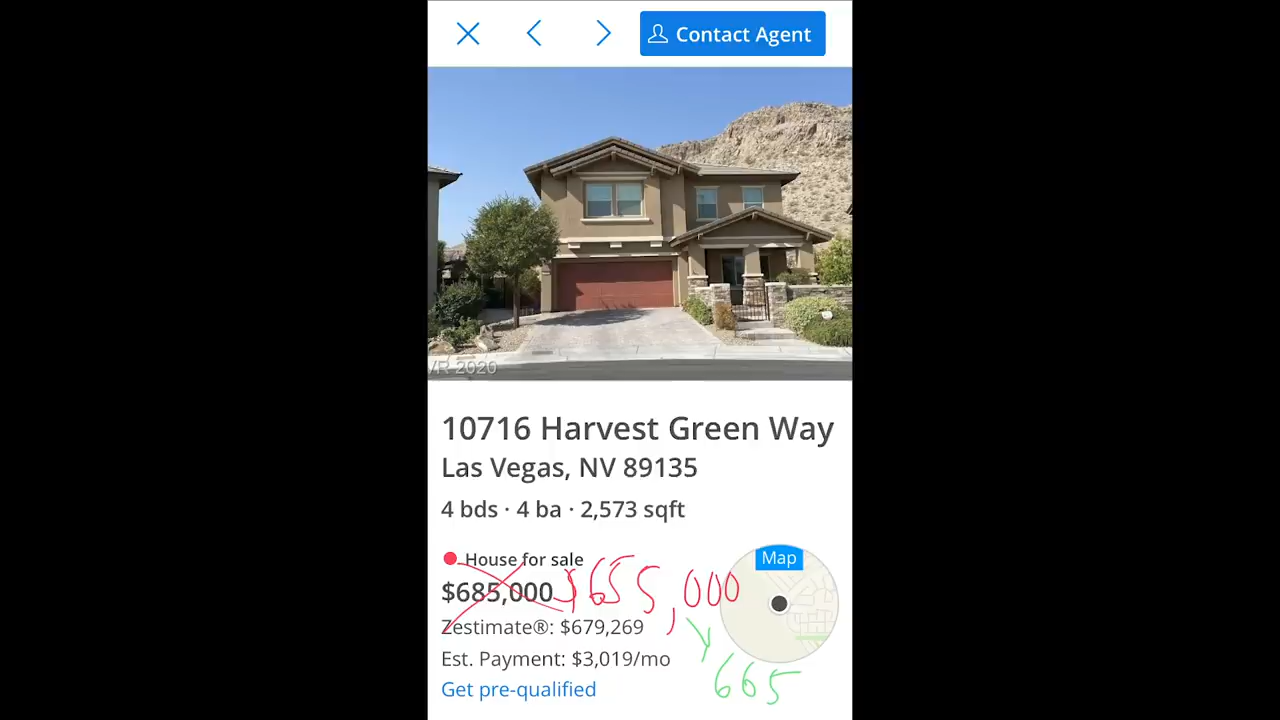 Contact Agent
VR 2020
10716 Harvest Green Way
Las Vegas, NV 89135
4 bds · 4 ba · 2,573 sqft
House for sale
Map
$685,000 $655,000
Zestimate®: $679,269
Est. Payment: $3,019/mo
665
Get pre-qualified